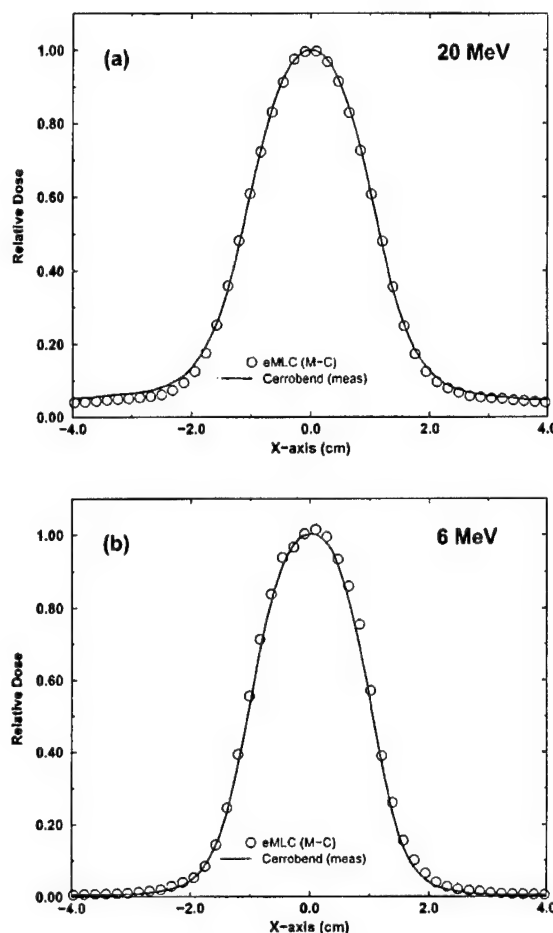 (a)
20 MeV
1.00
0.80
0.60
0.40
0.20
0.00
Relative Dose
eMLC (M-C)
Cerrobend (meas)
-4.0
-2.0
0.0
2.0
4.0
X-axis (cm)
(b)
6 MeV
1.00
0.80
0.60
0.40
0.20
0.00
Relative Dose
eMLC (M-C)
Cerrobend (meas)
-4.0
-2.0
0.0
2.0
4.0
X-axis (cm)